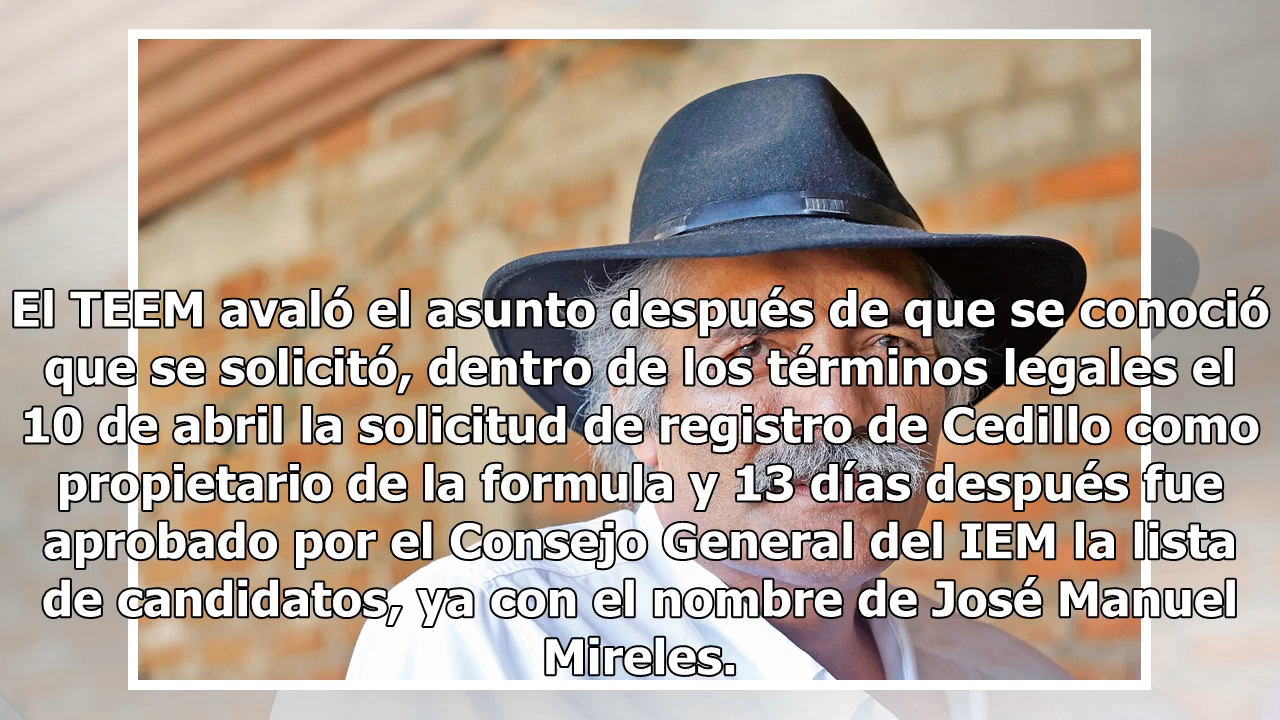 El TEEM avaló el asunto después de que se conoció
que se solicitó, dentro de los términos legales el
10 de abril la solicitud de registro de Cedillo como
propietario de la formula y 13 días después fue
aprobado por el Consejo General del IEM la lista
de candidatos, ya con el nombre de José Manuel
Mireles.